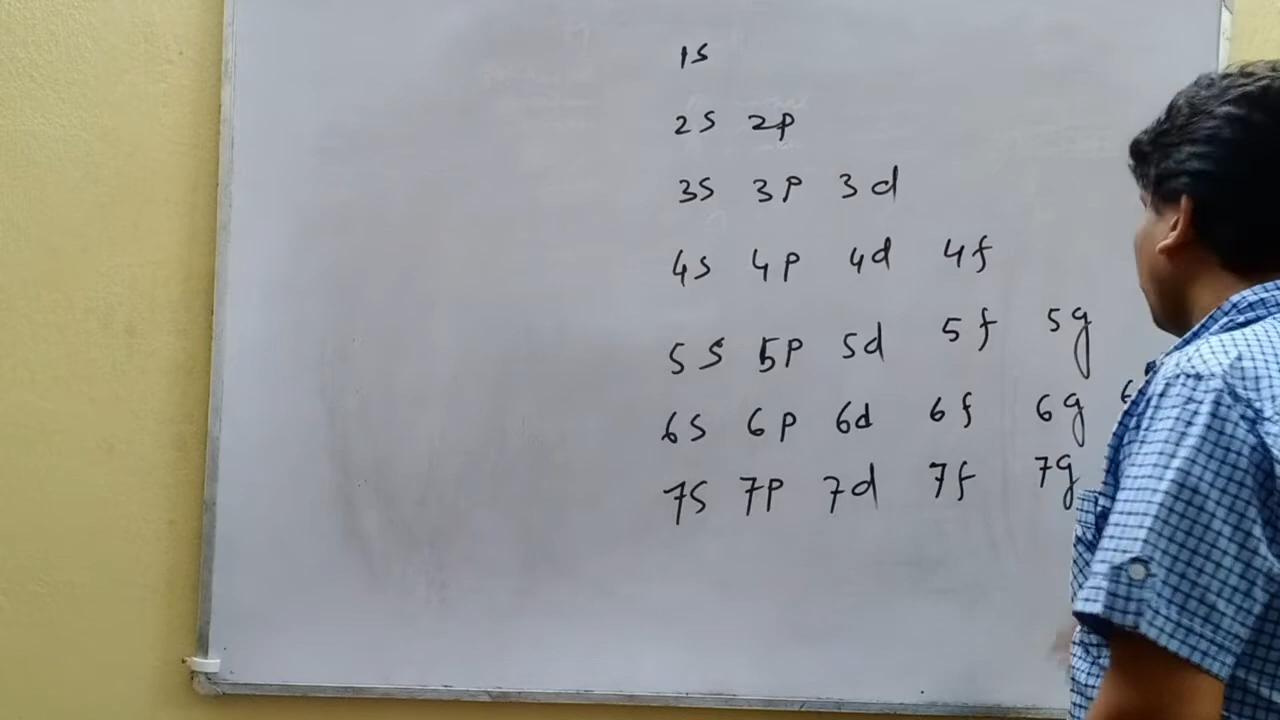 1s
2s 2p
3s 3p 3d
4s 4p 4d 4f
5s 5p 5d 5f 5g
6s 6p 6d 6f 6g 6
7s 7p 7d 7f 7g